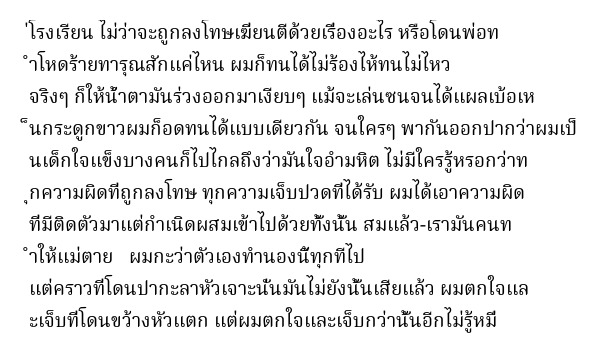 ่โรงเรียน ไม่ว่าจะถูกลงโทษเฆี่ยนตีด้วยเรื่องอะไร หรือโดนพ่อท
ำโหดร้ายทารุณสักแค่ไหน ผมก็ทนได้ไม่ร้องไห้ทนไม่ไหว
จริงๆ ก็ให้น้ำตามันร่วงออกมาเงียบๆ แม้จะเล่นซนจนได้แผลเบ้อเห
็นกระดูกขาวผมก็อดทนได้แบบเดียวกัน จนใครๆ พากันออกปากว่าผมเป็
นเด็กใจแข็งบางคนก็ไปไกลถึงว่ามันใจอำมหิต ไม่มีใครรู้หรอกว่าท
ุกความผิดที่ถูกลงโทษ ทุกความเจ็บปวดที่ได้รับ ผมได้เอาความผิด
ที่มีติดตัวมาแต่กำเนิดผสมเข้าไปด้วยทั้งนั้น สมแล้ว-เรามันคนท
ำให้แม่ตาย   ผมกะว่าตัวเองทำนองนี้ทุกทีไป
แต่คราวที่โดนปากะลาหัวเจาะนั่นมันไม่ยังงั้นเสียแล้ว ผมตกใจแล
ะเจ็บที่โดนขว้างหัวแตก แต่ผมตกใจและเจ็บกว่านั้นอีกไม่รู้หมื่